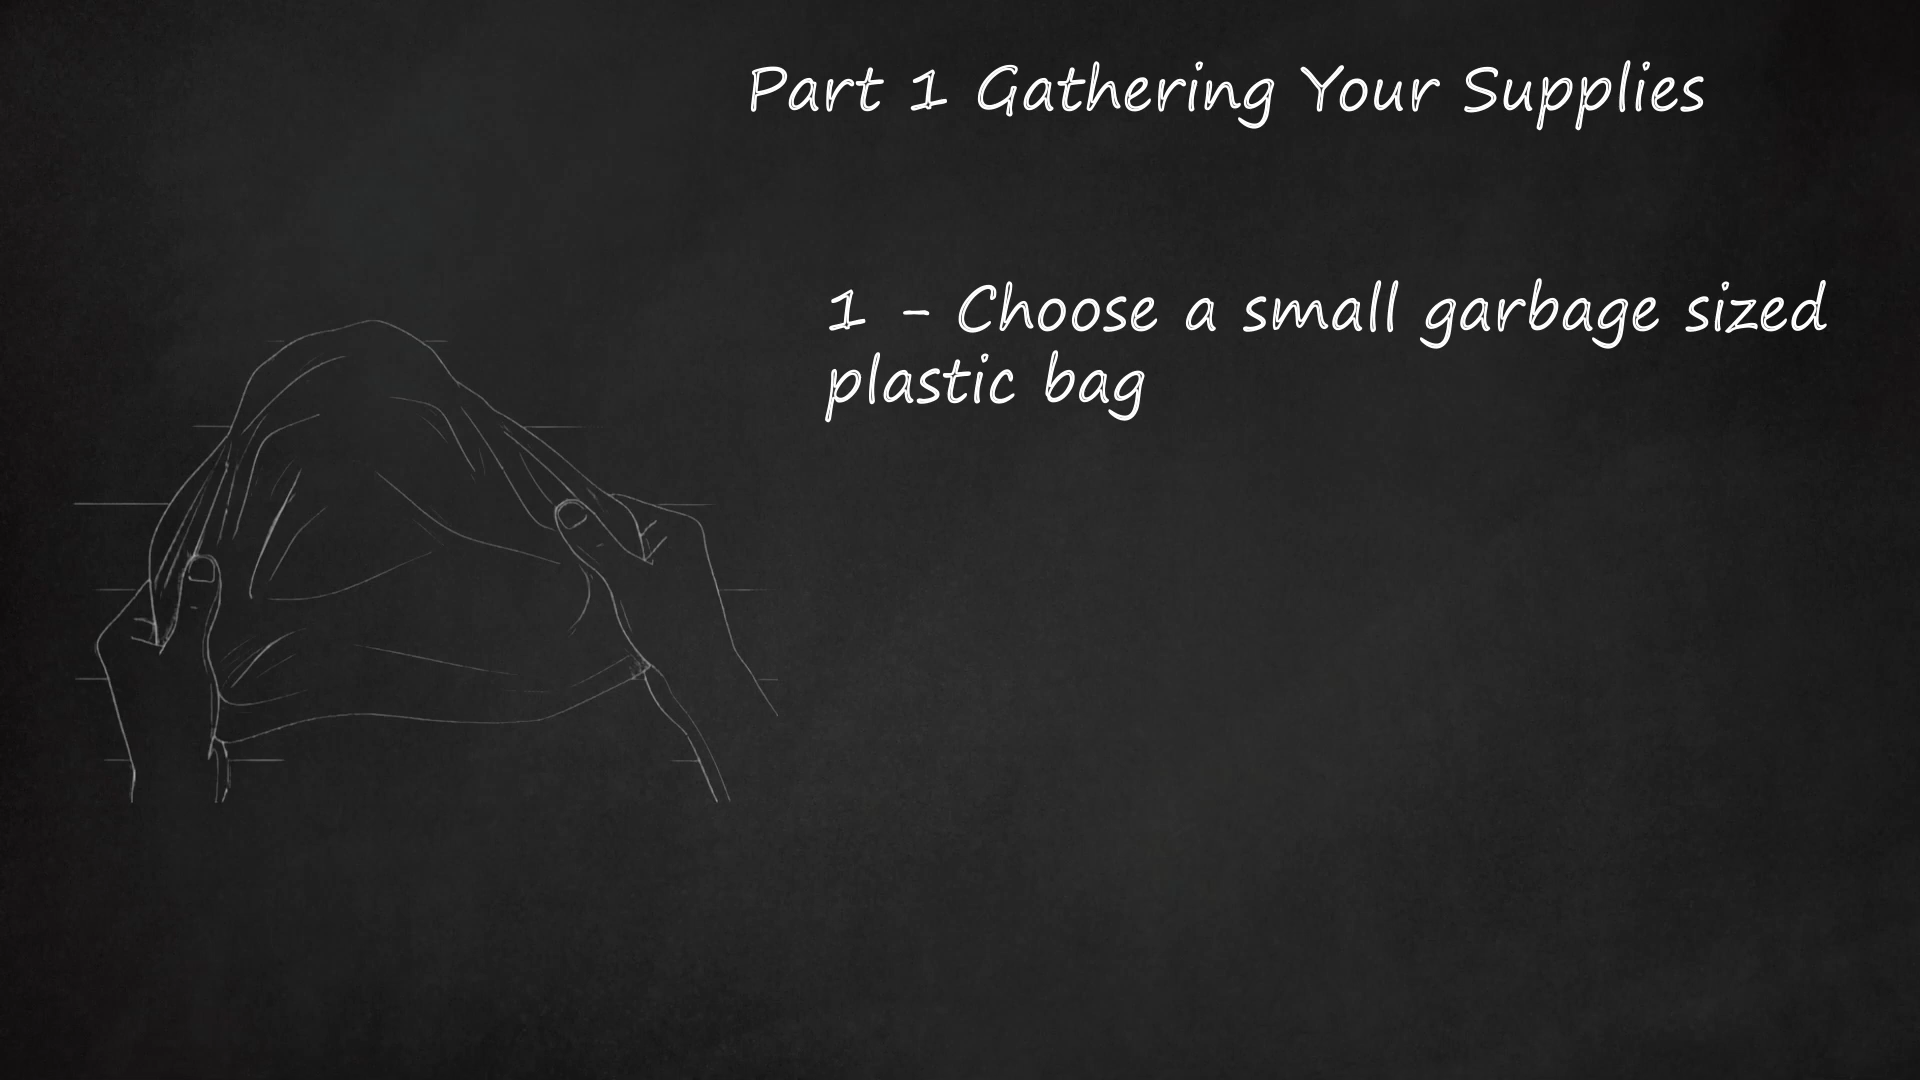 Part 1 Gathering Your Supplies
1 - Choose a small garbage sized
plastic bag